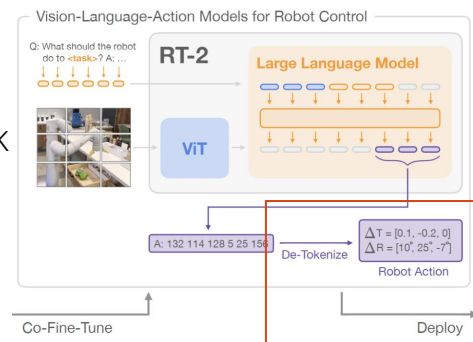 Vision-Language-Action Models for Robot Control
Q: What should the robot
do to <task>? A: ...
RT-2
Large Language Model
K
ViT
A: 132 114 128 5 25 156
De-Tokenize
ΔT = [0.1, -0.2, 0]
ΔR = [10°, 25°, -7°]
Robot Action
Co-Fine-Tune
Deploy